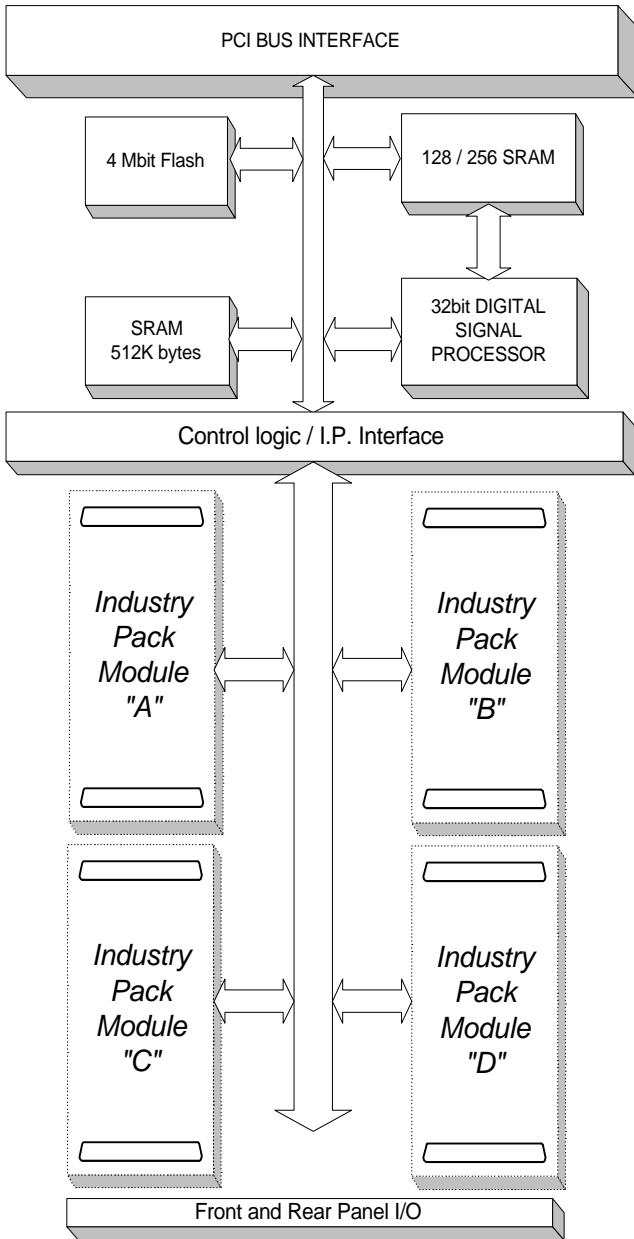 PCI BUS INTERFACE
4 Mbit Flash
128 / 256 SRAM
SRAM
512K bytes
32bit DIGITAL
SIGNAL
PROCESSOR
Control logic / I.P. Interface
Industry
Pack
Module
"A"
Industry
Pack
Module
"B"
Industry
Pack
Module
"C"
Industry
Pack
Module
"D"
Front and Rear Panel I/O